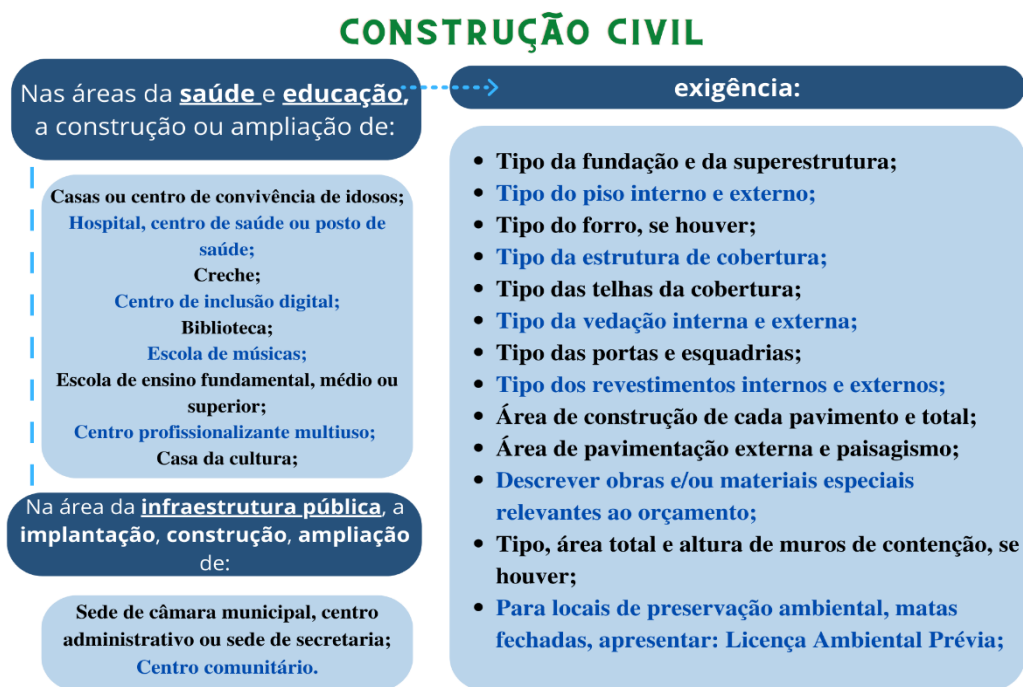 CONSTRUÇÃO CIVIL
Nas áreas da saúde e educação,
a construção ou ampliação de:
Casas ou centro de convivência de idosos;
Hospital, centro de saúde ou posto de
saúde;
Creche;
Centro de inclusão digital;
Biblioteca;
Escola de músicas;
Escola de ensino fundamental, médio ou
superior;
Centro profissionalizante multiuso;
Casa da cultura;
Na área da infraestrutura pública, a
implantação, construção, ampliação
de:
Sede de câmara municipal, centro
administrativo ou sede de secretaria;
Centro comunitário.
exigência:
• Tipo da fundação e da superestrutura;
• Tipo do piso interno e externo;
• Tipo do forro, se houver;
• Tipo da estrutura de cobertura;
• Tipo das telhas da cobertura;
• Tipo da vedação interna e externa;
• Tipo das portas e esquadrias;
• Tipo dos revestimentos internos e externos;
• Área de construção de cada pavimento e total;
• Área de pavimentação externa e paisagismo;
• Descrever obras e/ou materiais especiais
relevantes ao orçamento;
• Tipo, área total e altura de muros de contenção, se
houver;
• Para locais de preservação ambiental, matas
fechadas, apresentar: Licença Ambiental Prévia;